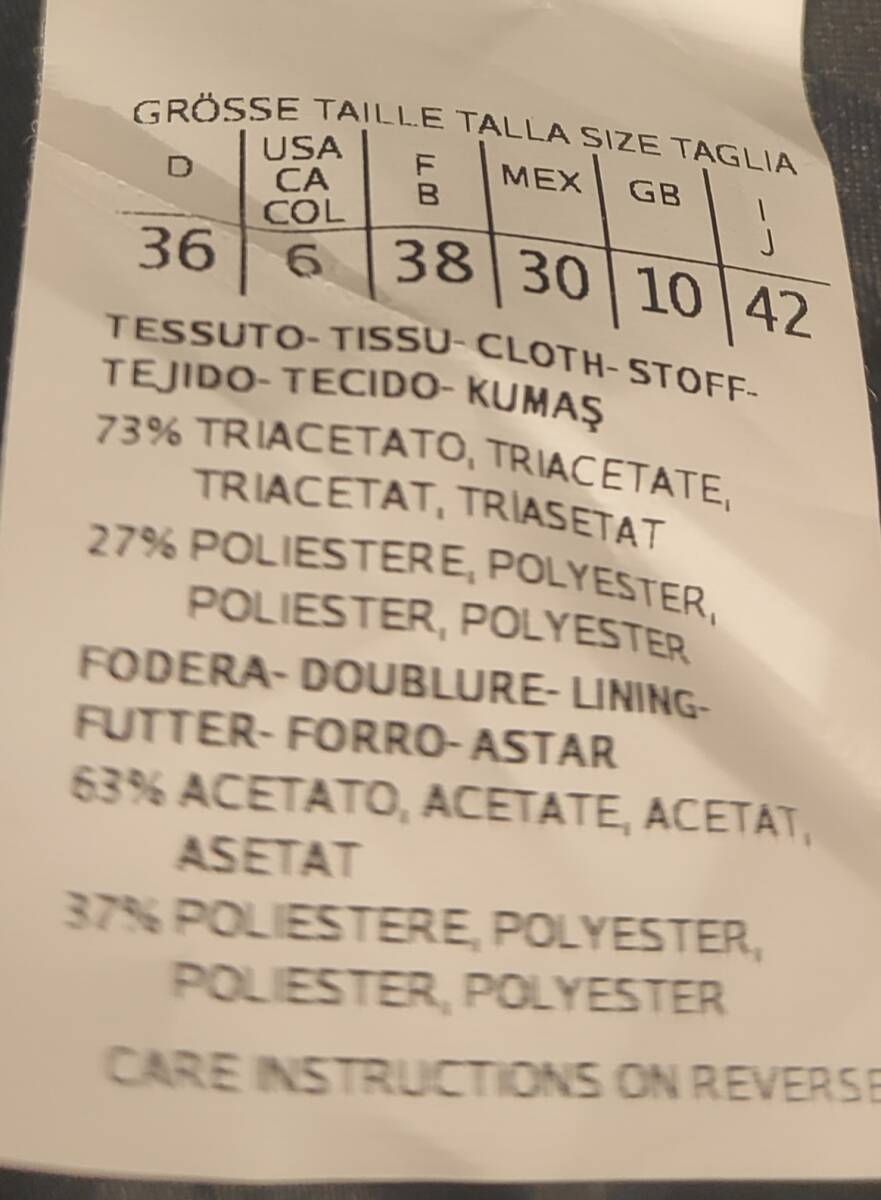 GRÖSSE TAILLE TALLA SIZE TAGLIA
D USA CA COL F B MEX GB I J
36 6 38 30 10 42
TESSUTO- TISSU- CLOTH- STOFF-
TEJIDO- TECIDO- KUMAŞ
73% TRIACETATO, TRIACETATE,
TRIACETAT, TRIASETAT
27% POLIESTERE, POLYESTER,
POLIESTER, POLYESTER
FODERA- DOUBLURE- LINING-
FUTTER- FORRO- ASTAR
63% ACETATO, ACETATE, ACETAT,
ASETAT
37% POLIESTERE, POLYESTER,
POLIESTER, POLYESTER
CARE INSTRUCTIONS ON REVERSE